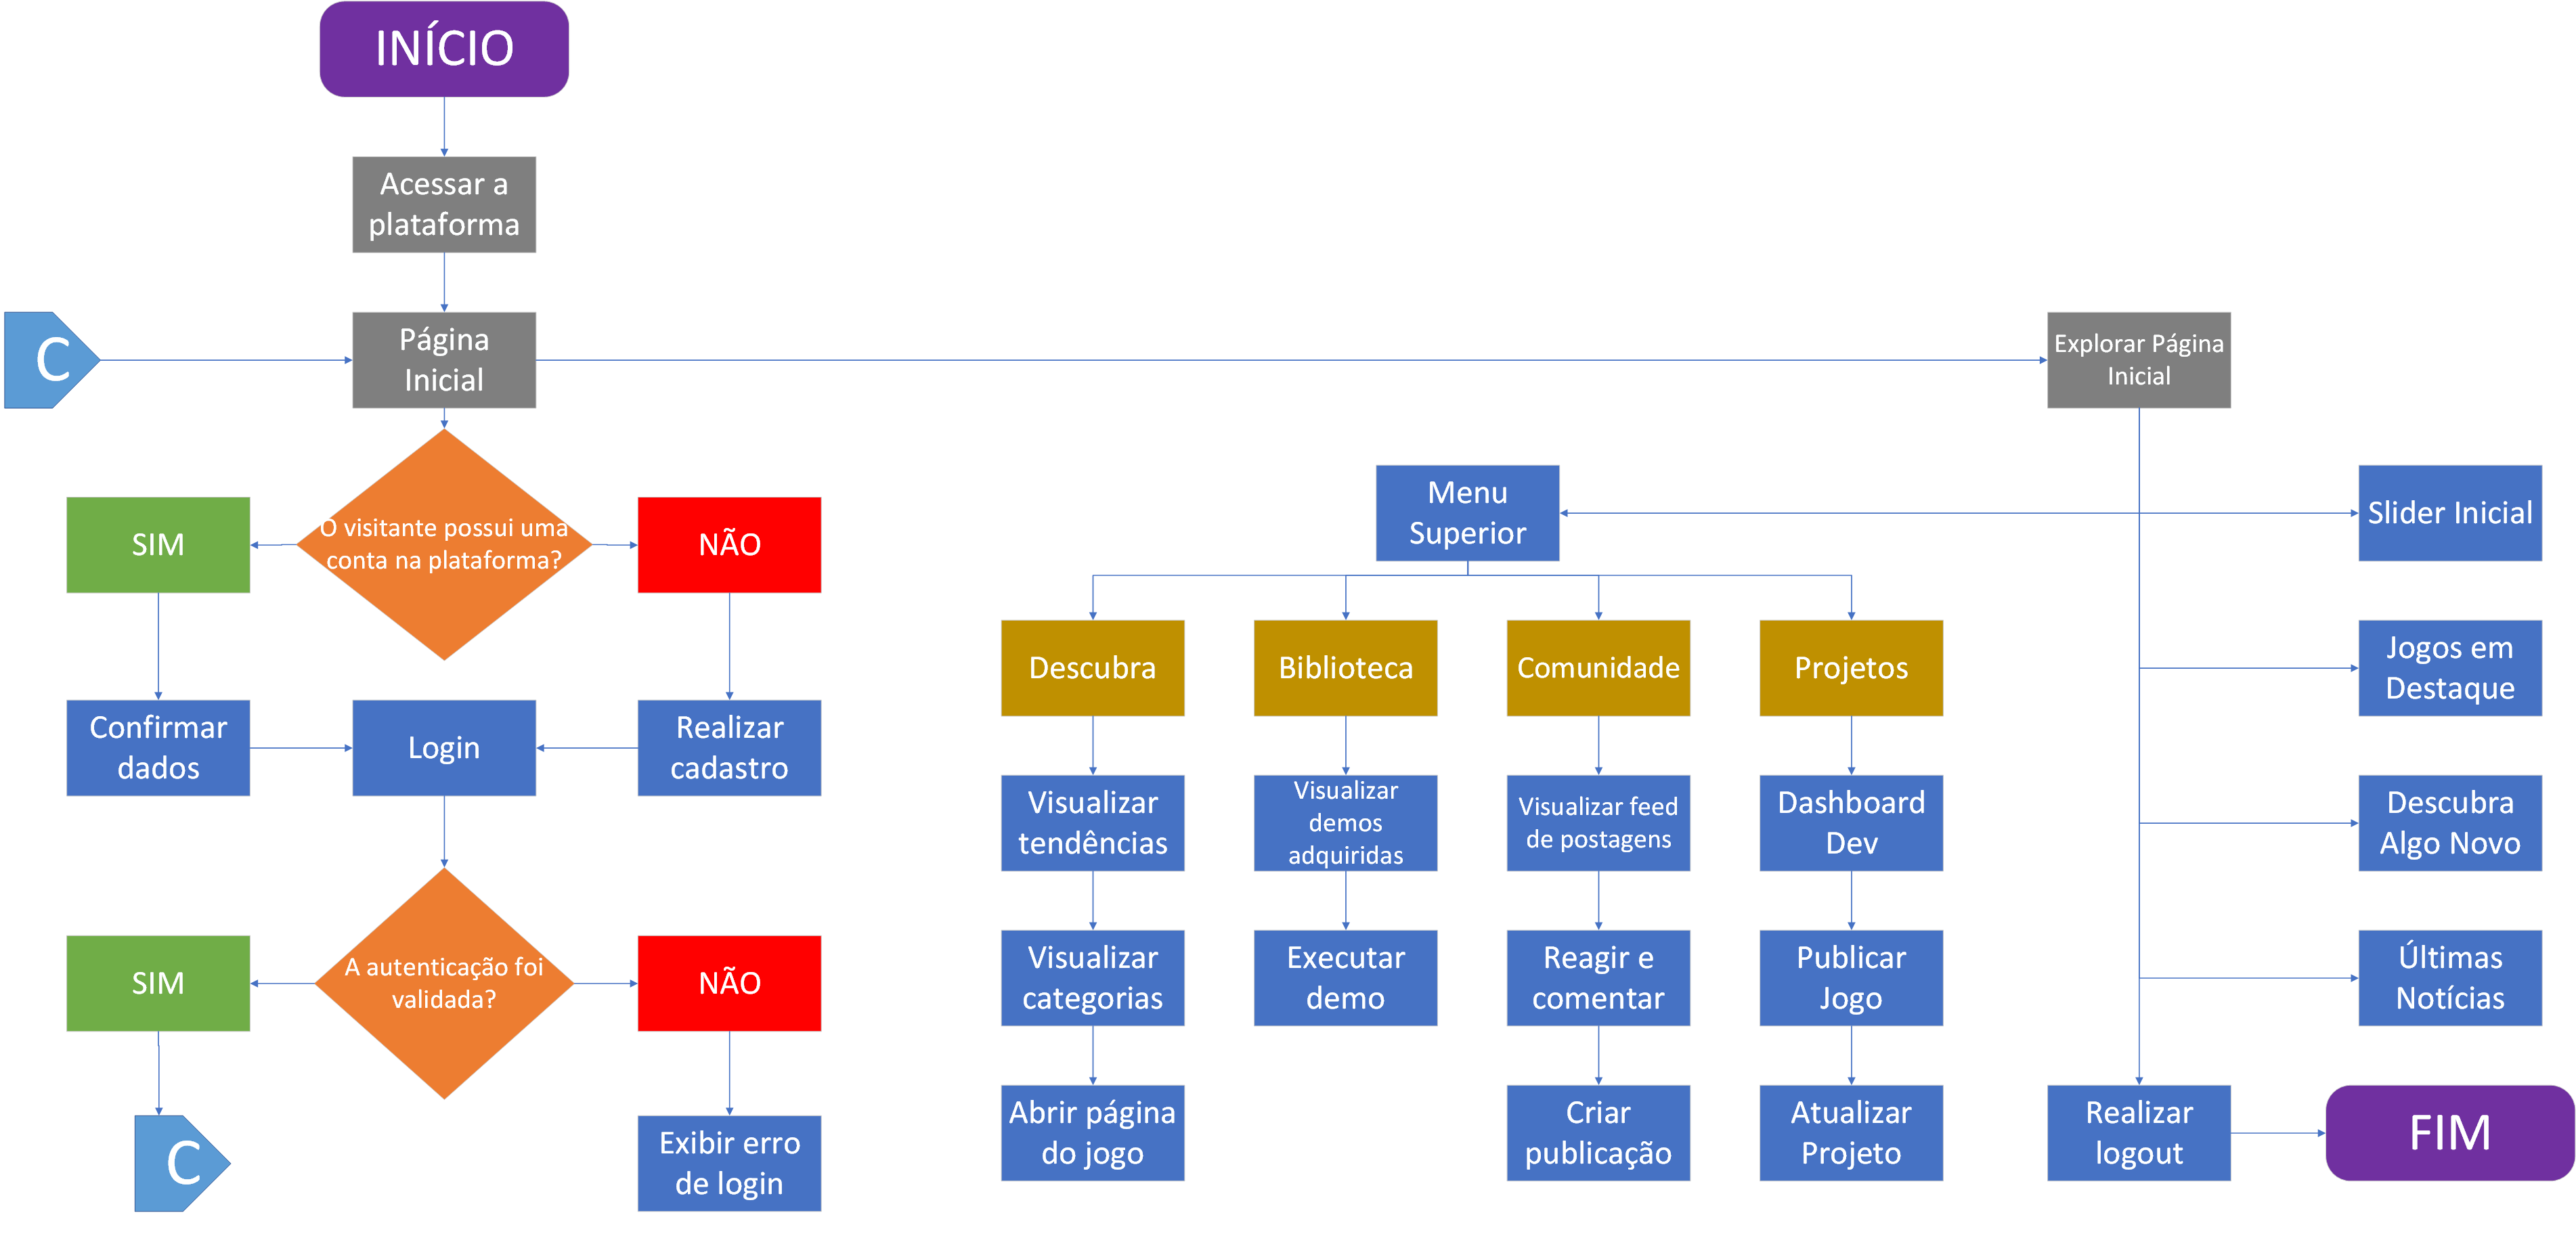 INÍCIO
Acessar a
plataforma
C
Página
Inicial
Explorar Página
Inicial
SIM
O visitante possui uma
conta na plataforma?
NÃO
Menu
Superior
Slider Inicial
Descubra
Biblioteca
Comunidade
Projetos
Jogos em
Destaque
Confirmar
dados
Login
Realizar
cadastro
Visualizar
tendências
Visualizar
demos
adquiridas
Visualizar feed
de postagens
Dashboard
Dev
Descubra
Algo Novo
SIM
A autenticação foi
validada?
NÃO
Visualizar
categorias
Executar
demo
Reagir e
comentar
Publicar
Jogo
Últimas
Notícias
C
Exibir erro
de login
Abrir página
do jogo
Criar
publicação
Atualizar
Projeto
Realizar
logout
FIM